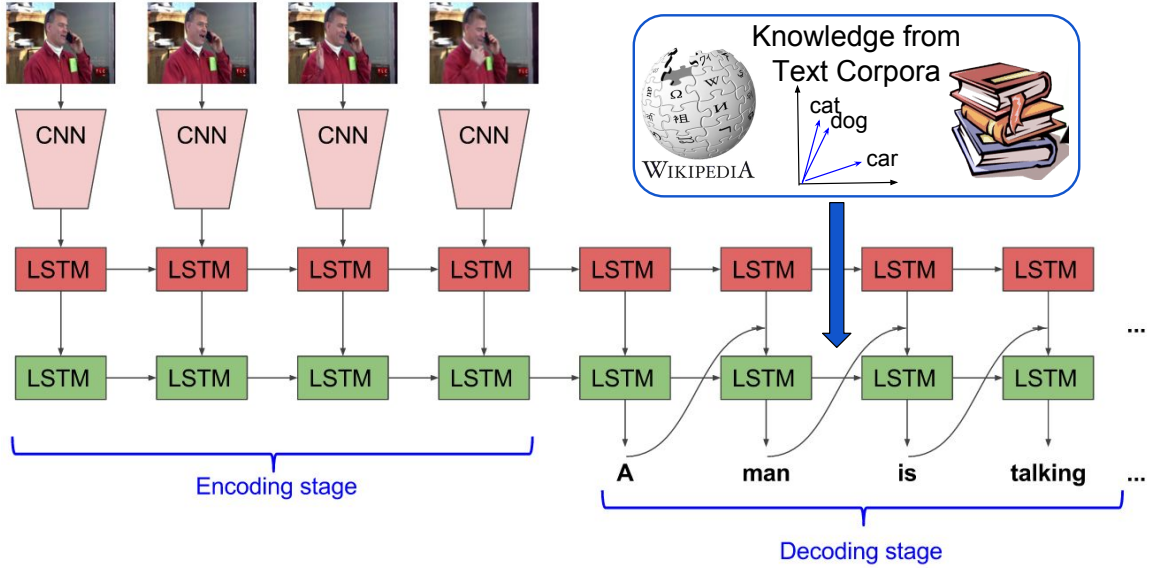 Knowledge from
Text Corpora
cat
dog
car
WIKIPEDIA
Ω
W
И
祖
CNN CNN CNN CNN
LSTM LSTM LSTM LSTM LSTM LSTM LSTM LSTM
...
LSTM LSTM LSTM LSTM LSTM LSTM LSTM LSTM
A man is talking ...
Encoding stage
Decoding stage